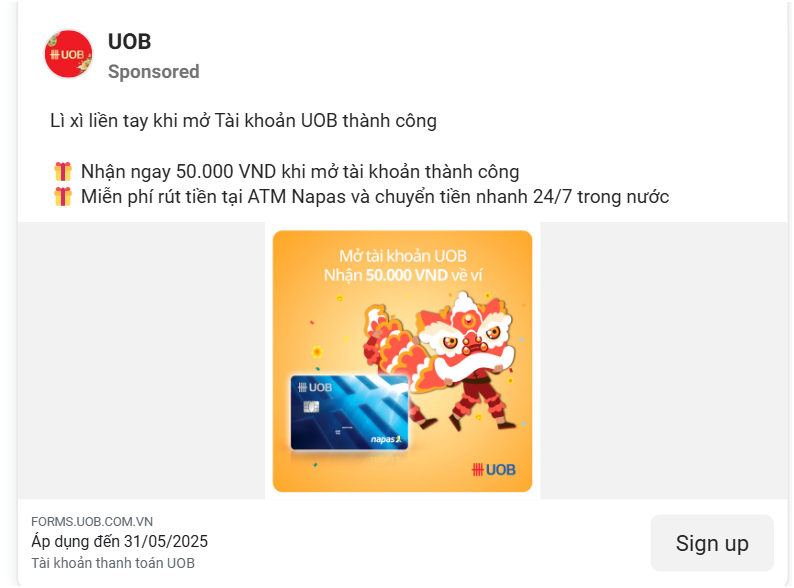 UOB
UOB
Sponsored
Lì xì liền tay khi mở Tài khoản UOB thành công
Nhận ngay 50.000 VND khi mở tài khoản thành công
Miễn phí rút tiền tại ATM Napas và chuyển tiền nhanh 24/7 trong nước
Mở tài khoản UOB
Nhận 50.000 VND về ví
UOB
napas
UOB
FORMS.UOB.COM.VN
Áp dụng đến 31/05/2025
Tài khoản thanh toán UOB
Sign up